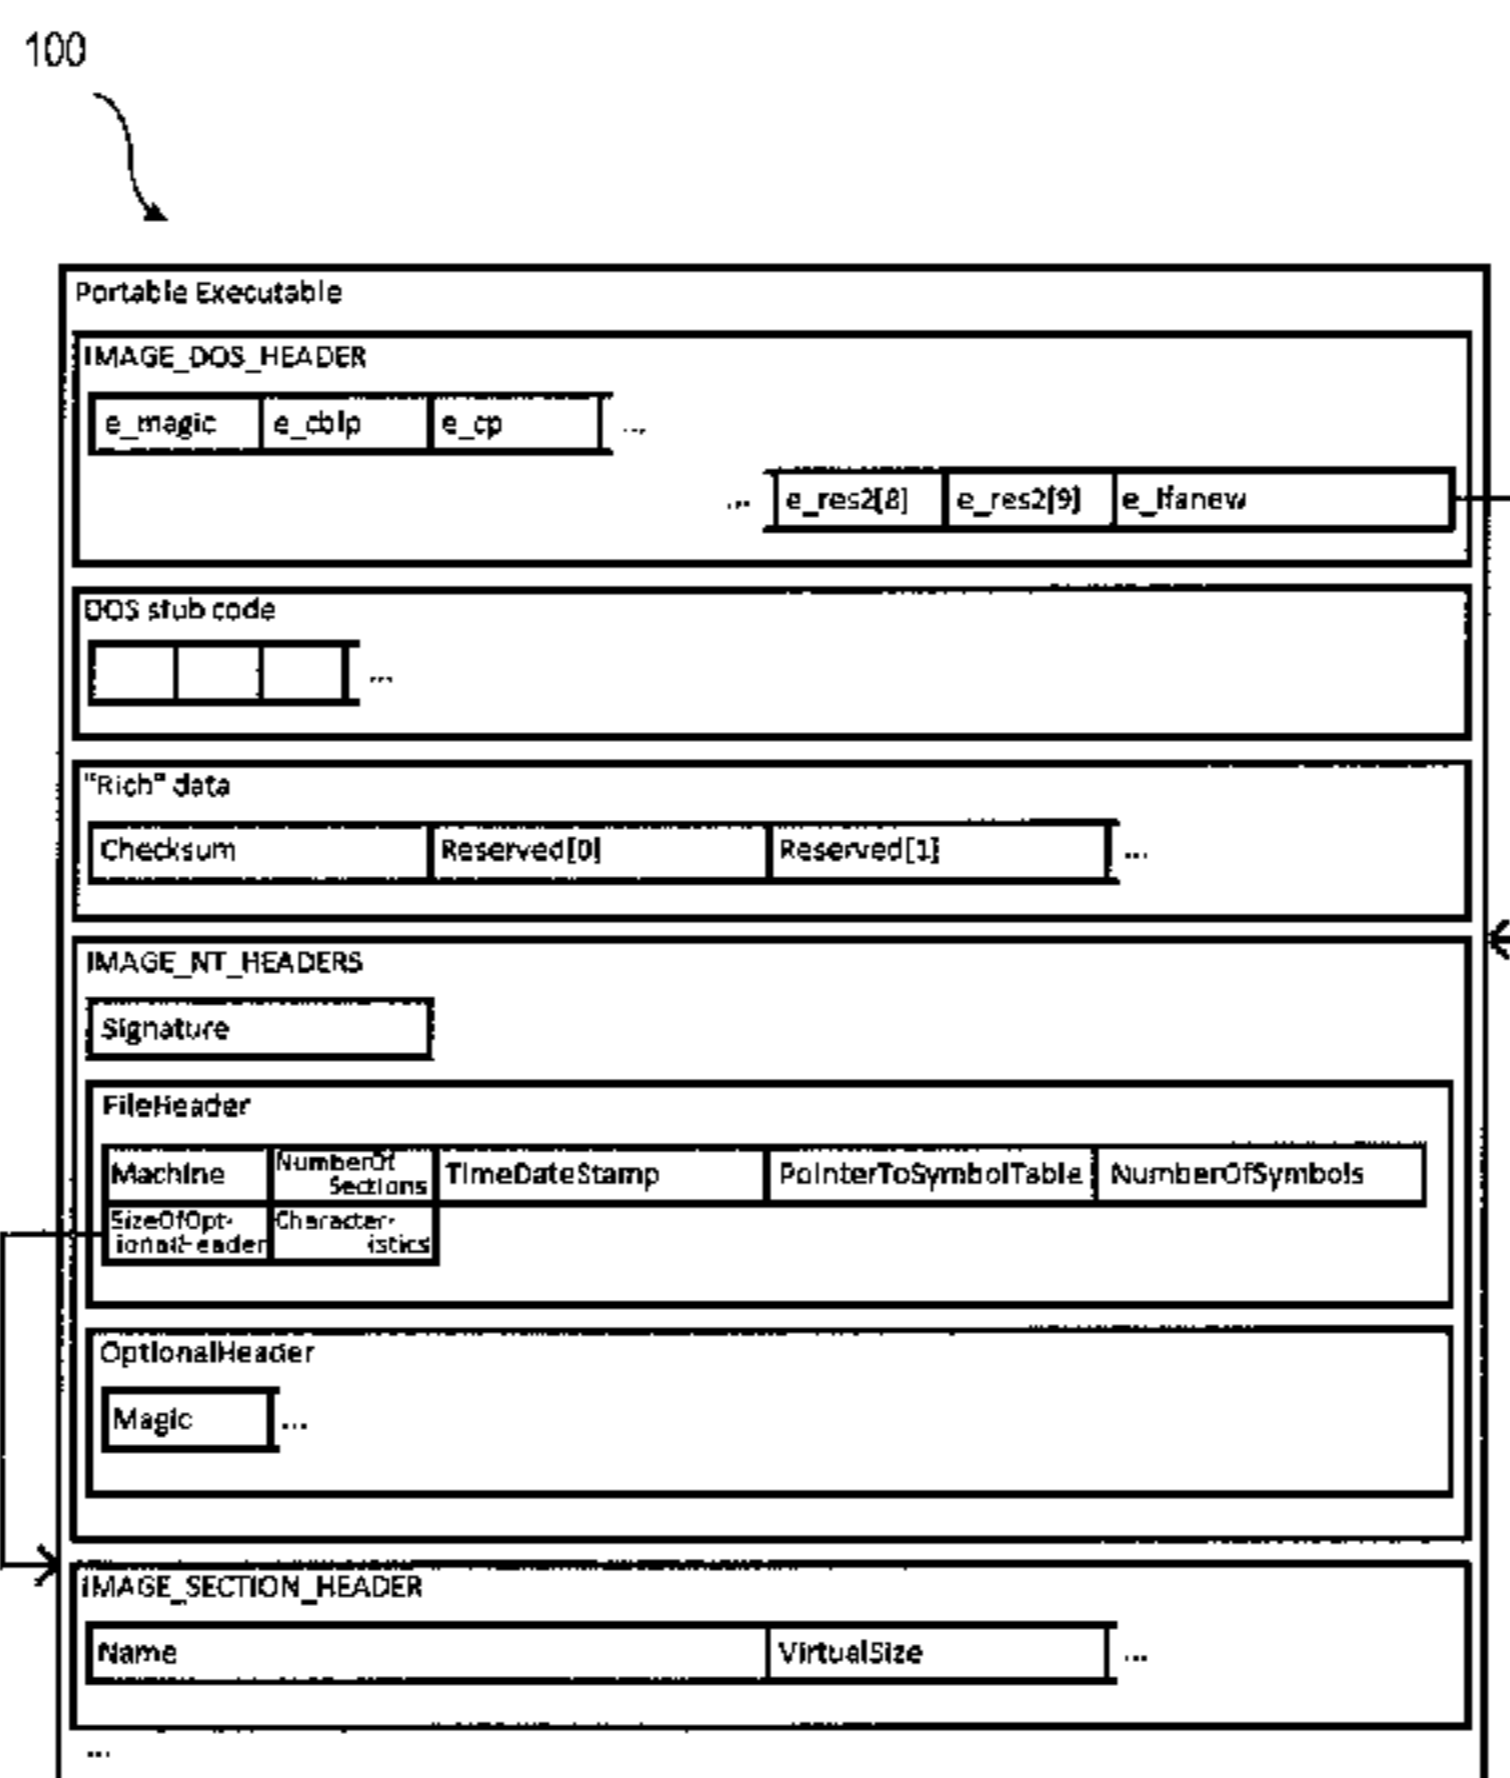 100
Portable Executable
IMAGE_DOS_HEADER
e_magic e_cblp e_cp ...
... e_res2[8] e_res2[9] e_lfanew
DOS stub code
...
"Rich" data
Checksum Reserved[0] Reserved[1] ...
IMAGE_NT_HEADERS
Signature
FileHeader
Machine NumberOf Sections TimeDateStamp PointerToSymbolTable NumberOfSymbols
SizeOfOpt- ionalHeader Character- istics
OptionalHeader
Magic ...
IMAGE_SECTION_HEADER
Name VirtualSize ...
...